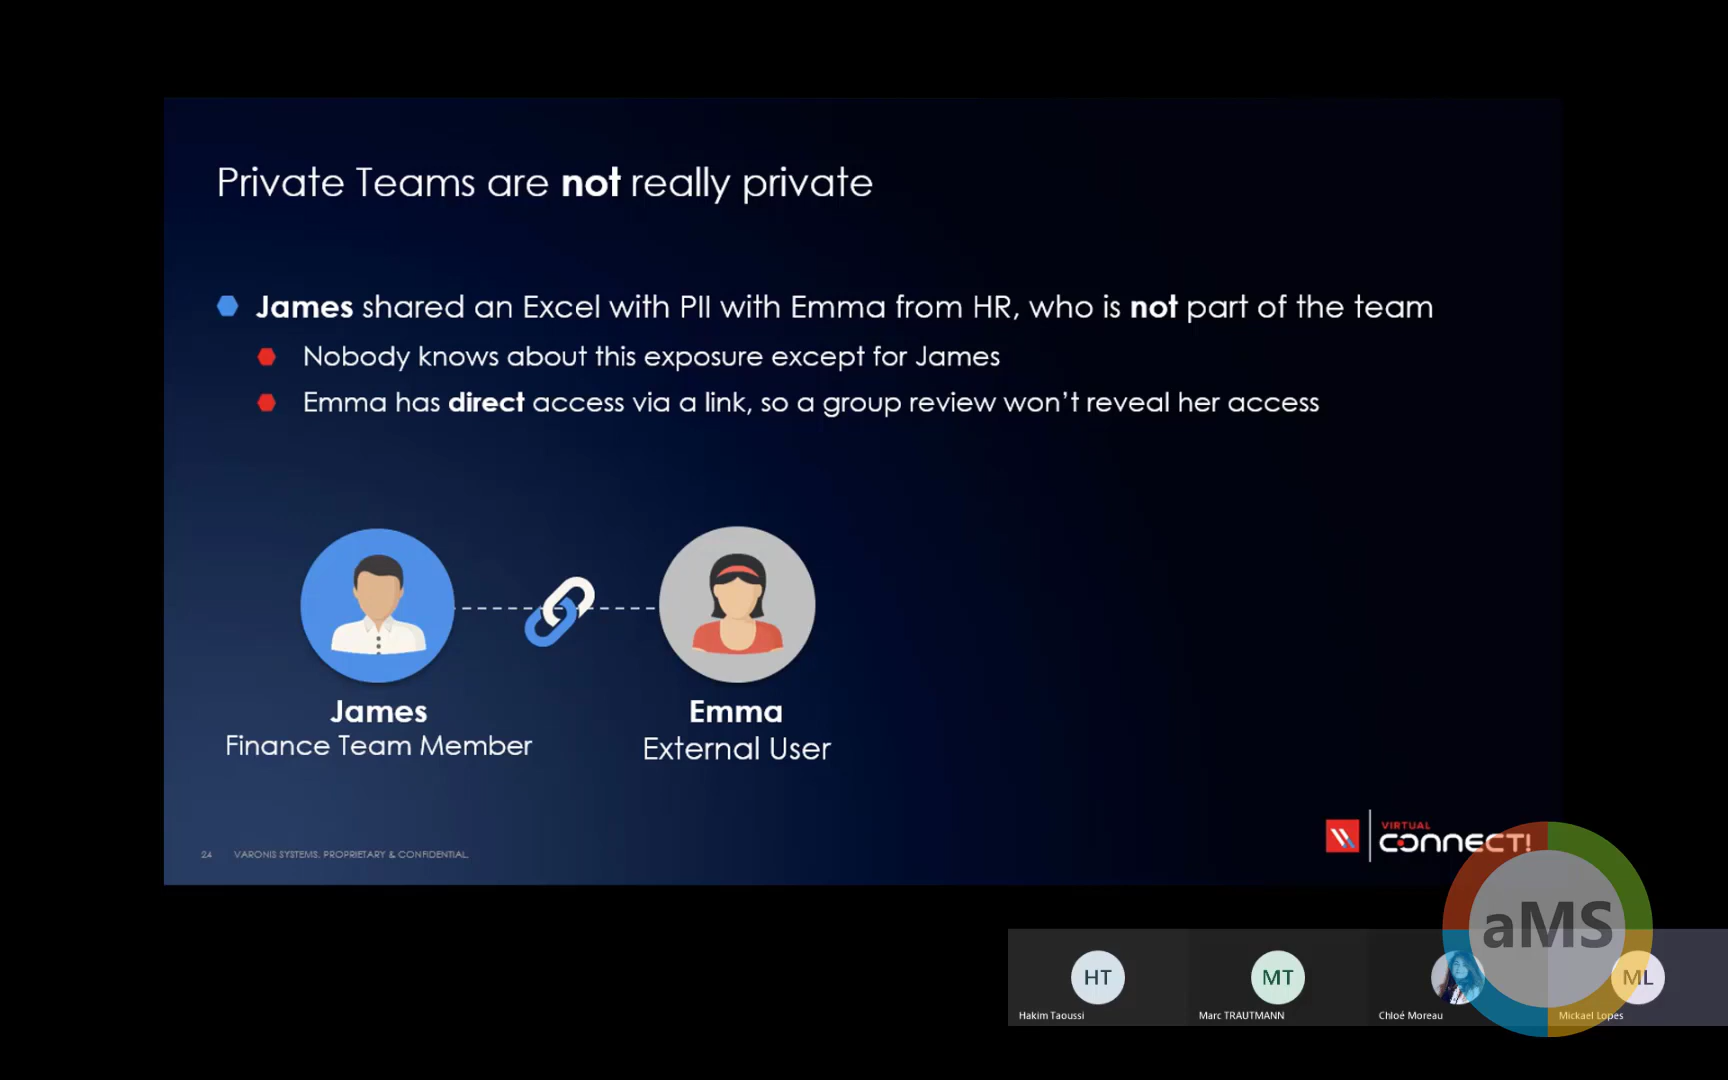 Private Teams are not really private
James shared an Excel with PII with Emma from HR, who is not part of the team
Nobody knows about this exposure except for James
Emma has direct access via a link, so a group review won't reveal her access
James
Finance Team Member
Emma
External User
24 VARONIS SYSTEMS. PROPRIETARY & CONFIDENTIAL.
VIRTUAL
CONNECT!
aMS
HT
MT
ML
Hakim Taoussi
Marc TRAUTMANN
Chloé Moreau
Mickael Lopes